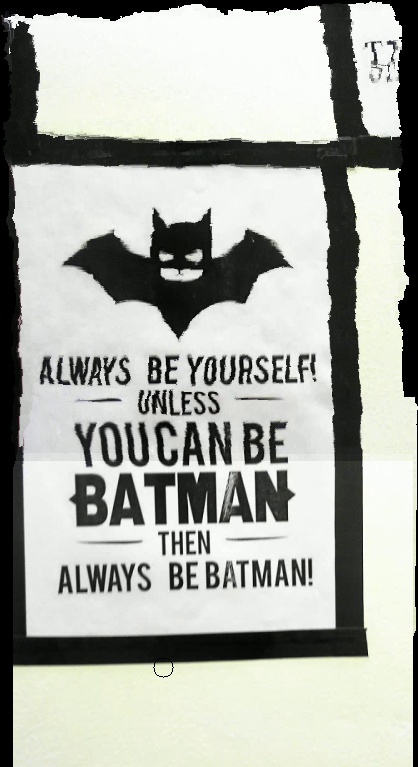 ALWAYS BE YOURSELF!
UNLESS
YOU CAN BE
BATMAN
THEN
ALWAYS BE BATMAN!